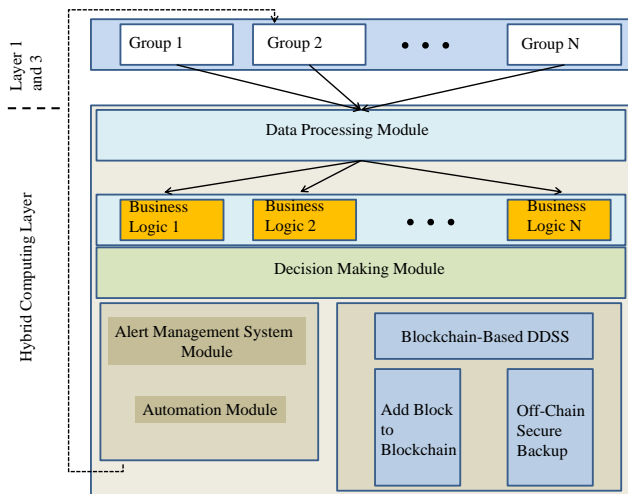 Layer 1
and 3
Group 1
Group 2
• • •
Group N
Hybrid Computing Layer
Data Processing Module
Business
Logic 1
Business
Logic 2
• • •
Business
Logic N
Decision Making Module
Alert Management System
Module
Automation Module
Blockchain-Based DDSS
Add Block
to
Blockchain
Off-Chain
Secure
Backup